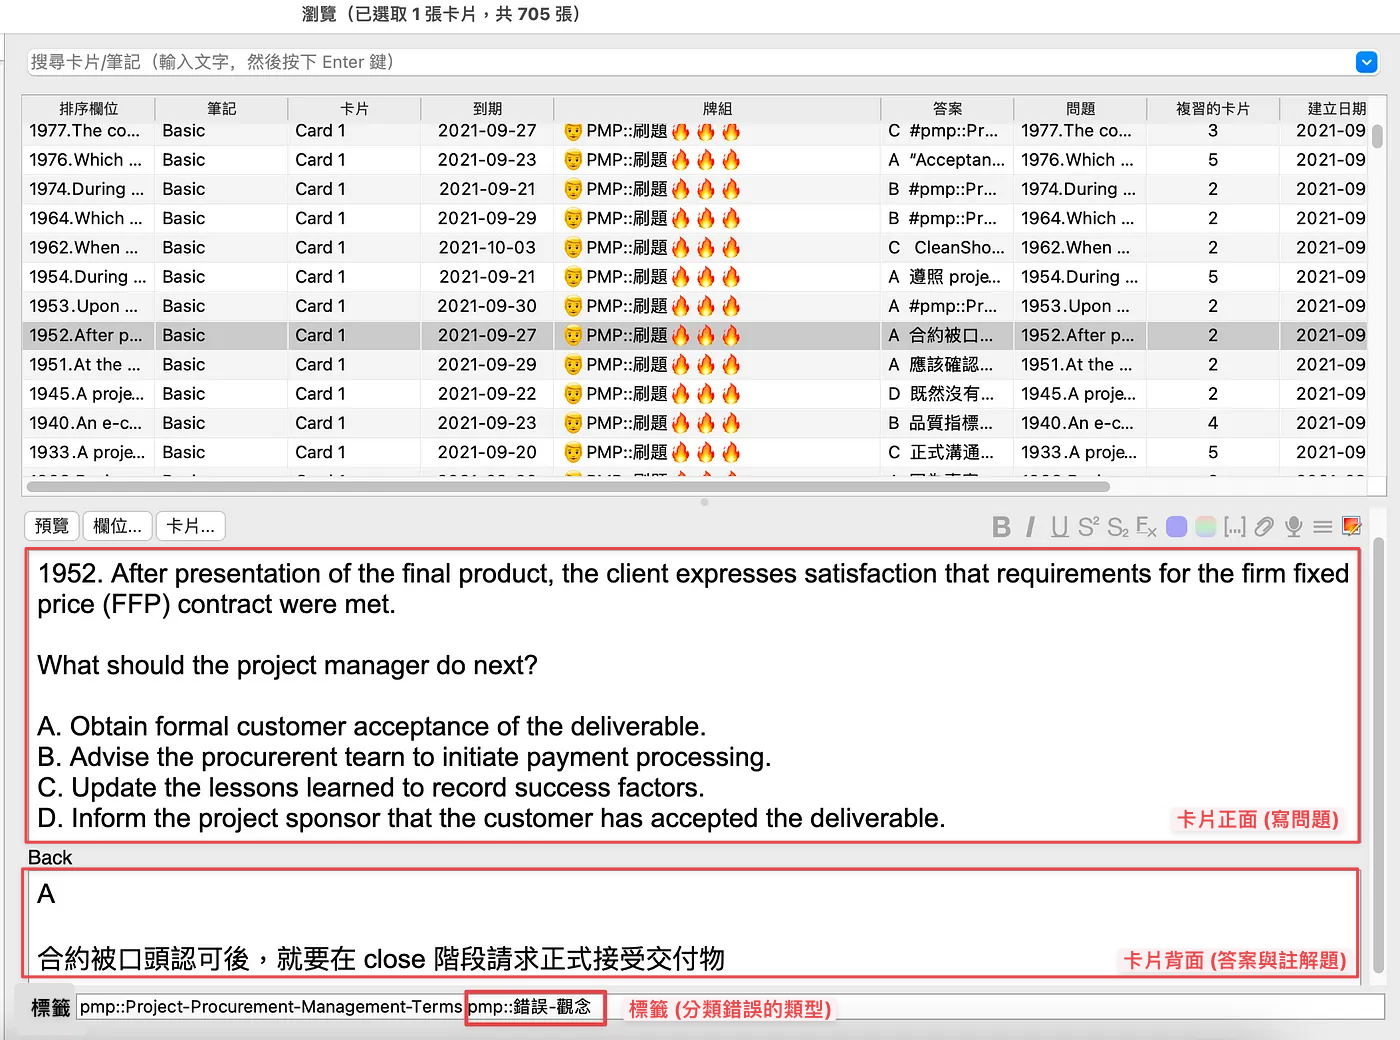 瀏覽（已選取 1 張卡片，共 705 張）
搜尋卡片/筆記（輸入文字，然後按下 Enter 鍵）
排序欄位 筆記 卡片 到期 牌組 答案 問題 複習的卡片 建立日期
1977.The co... Basic Card 1 2021-09-27 👨PMP::刷題🔥🔥🔥 C #pmp::Pr... 1977.The co... 3 2021-09
1976.Which ... Basic Card 1 2021-09-23 👨PMP::刷題🔥🔥🔥 A “Acceptan... 1976.Which ... 5 2021-09
1974.During ... Basic Card 1 2021-09-21 👨PMP::刷題🔥🔥🔥 B #pmp::Pr... 1974.During ... 2 2021-09
1964.Which ... Basic Card 1 2021-09-29 👨PMP::刷題🔥🔥🔥 B #pmp::Pr... 1964.Which ... 2 2021-09
1962.When ... Basic Card 1 2021-10-03 👨PMP::刷題🔥🔥🔥 C CleanSho... 1962.When ... 2 2021-09
1954.During ... Basic Card 1 2021-09-21 👨PMP::刷題🔥🔥🔥 A 遵照 proje... 1954.During ... 5 2021-09
1953.Upon ... Basic Card 1 2021-09-30 👨PMP::刷題🔥🔥🔥 A #pmp::Pr... 1953.Upon ... 2 2021-09
1952.After p... Basic Card 1 2021-09-27 👨PMP::刷題🔥🔥🔥 A 合約被口... 1952.After p... 2 2021-09
1951.At the ... Basic Card 1 2021-09-29 👨PMP::刷題🔥🔥🔥 A 應該確認... 1951.At the ... 2 2021-09
1945.A proje... Basic Card 1 2021-09-22 👨PMP::刷題🔥🔥🔥 D 既然沒有... 1945.A proje... 2 2021-09
1940.An e-c... Basic Card 1 2021-09-23 👨PMP::刷題🔥🔥🔥 B 品質指標... 1940.An e-c... 4 2021-09
1933.A proje... Basic Card 1 2021-09-20 👨PMP::刷題🔥🔥🔥 C 正式溝通... 1933.A proje... 5 2021-09
預覽 欄位... 卡片... B I U S² S₂ Ex [...]
1952. After presentation of the final product, the client expresses satisfaction that requirements for the firm fixed
price (FFP) contract were met.
What should the project manager do next?
A. Obtain formal customer acceptance of the deliverable.
B. Advise the procurerent tearn to initiate payment processing.
C. Update the lessons learned to record success factors.
D. Inform the project sponsor that the customer has accepted the deliverable.
卡片正面 (寫問題)
Back
A
合約被口頭認可後，就要在 close 階段請求正式接受交付物
卡片背面 (答案與註解題)
標籤 pmp::Project-Procurement-Management-Terms pmp::錯誤-觀念 標籤 (分類錯誤的類型)